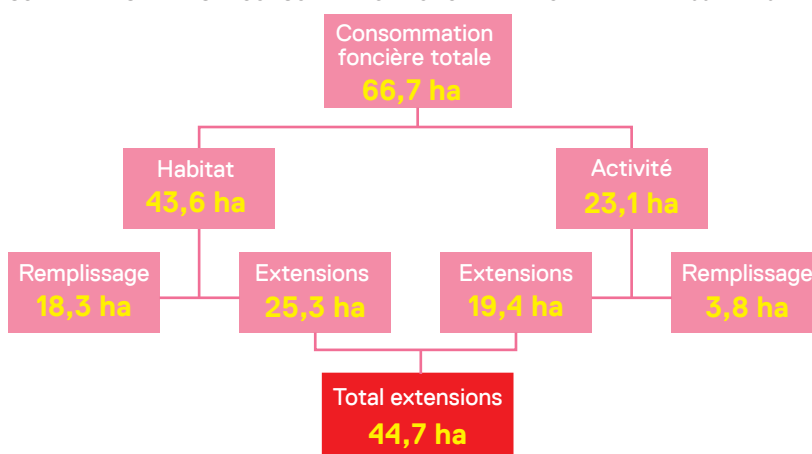 Consommation
foncière totale
66,7 ha
Habitat
43,6 ha
Activité
23,1 ha
Remplissage
18,3 ha
Extensions
25,3 ha
Extensions
19,4 ha
Remplissage
3,8 ha
Total extensions
44,7 ha